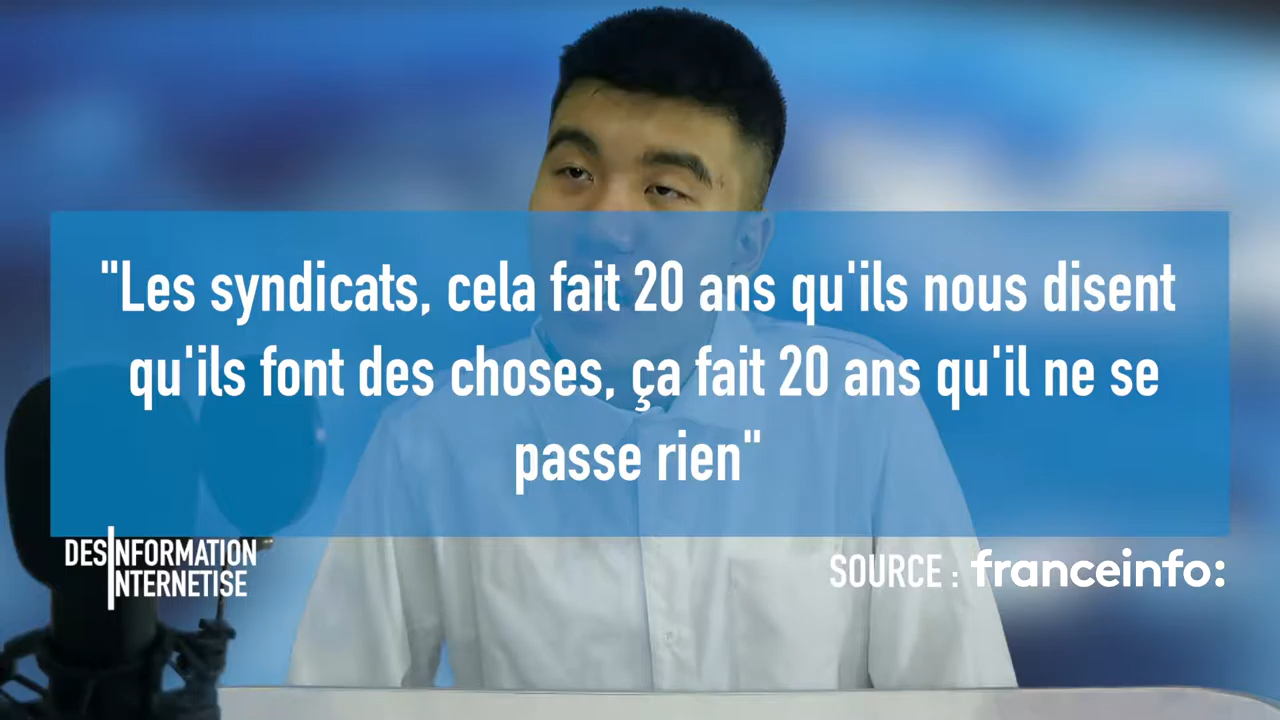 "Les syndicats, cela fait 20 ans qu'ils nous disent
qu'ils font des choses, ça fait 20 ans qu'il ne se
passe rien"
DESINFORMATION
INTERNETISE
SOURCE : franceinfo: